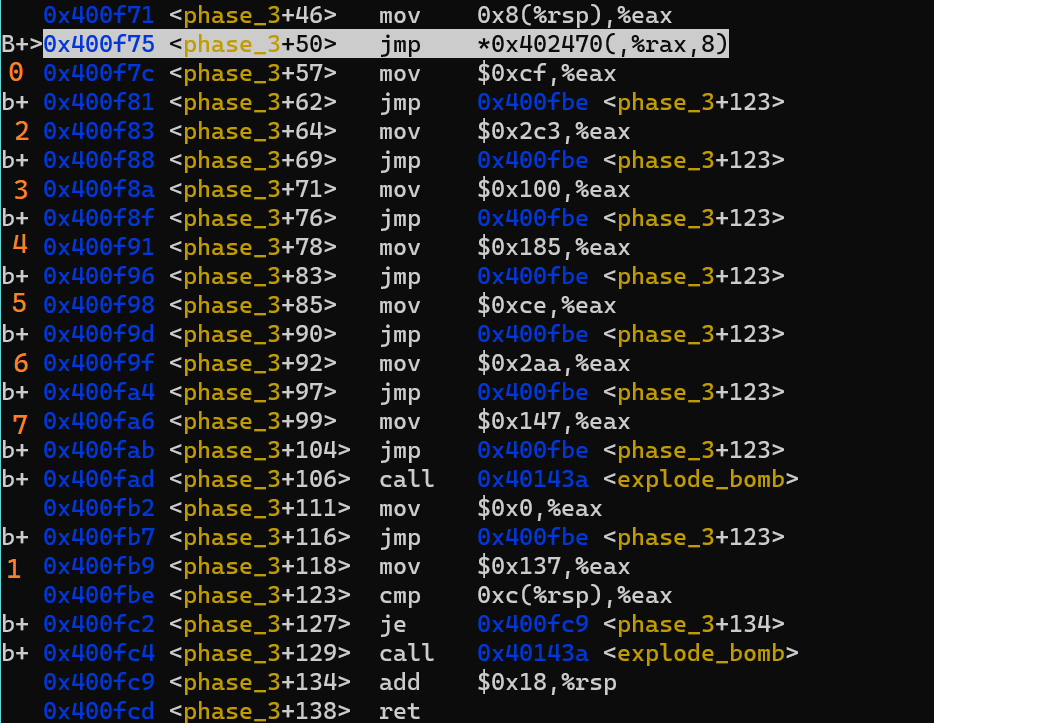 0x400f71 <phase_3+46> mov 0x8(%rsp),%eax
B+>0x400f75 <phase_3+50> jmp *0x402470(,%rax,8)
0 0x400f7c <phase_3+57> mov $0xcf,%eax
b+ 0x400f81 <phase_3+62> jmp 0x400fbe <phase_3+123>
2 0x400f83 <phase_3+64> mov $0x2c3,%eax
b+ 0x400f88 <phase_3+69> jmp 0x400fbe <phase_3+123>
3 0x400f8a <phase_3+71> mov $0x100,%eax
b+ 0x400f8f <phase_3+76> jmp 0x400fbe <phase_3+123>
4 0x400f91 <phase_3+78> mov $0x185,%eax
b+ 0x400f96 <phase_3+83> jmp 0x400fbe <phase_3+123>
5 0x400f98 <phase_3+85> mov $0xce,%eax
b+ 0x400f9d <phase_3+90> jmp 0x400fbe <phase_3+123>
6 0x400f9f <phase_3+92> mov $0x2aa,%eax
b+ 0x400fa4 <phase_3+97> jmp 0x400fbe <phase_3+123>
7 0x400fa6 <phase_3+99> mov $0x147,%eax
b+ 0x400fab <phase_3+104> jmp 0x400fbe <phase_3+123>
b+ 0x400fad <phase_3+106> call 0x40143a <explode_bomb>
0x400fb2 <phase_3+111> mov $0x0,%eax
b+ 0x400fb7 <phase_3+116> jmp 0x400fbe <phase_3+123>
1 0x400fb9 <phase_3+118> mov $0x137,%eax
0x400fbe <phase_3+123> cmp 0xc(%rsp),%eax
b+ 0x400fc2 <phase_3+127> je 0x400fc9 <phase_3+134>
b+ 0x400fc4 <phase_3+129> call 0x40143a <explode_bomb>
0x400fc9 <phase_3+134> add $0x18,%rsp
0x400fcd <phase_3+138> ret